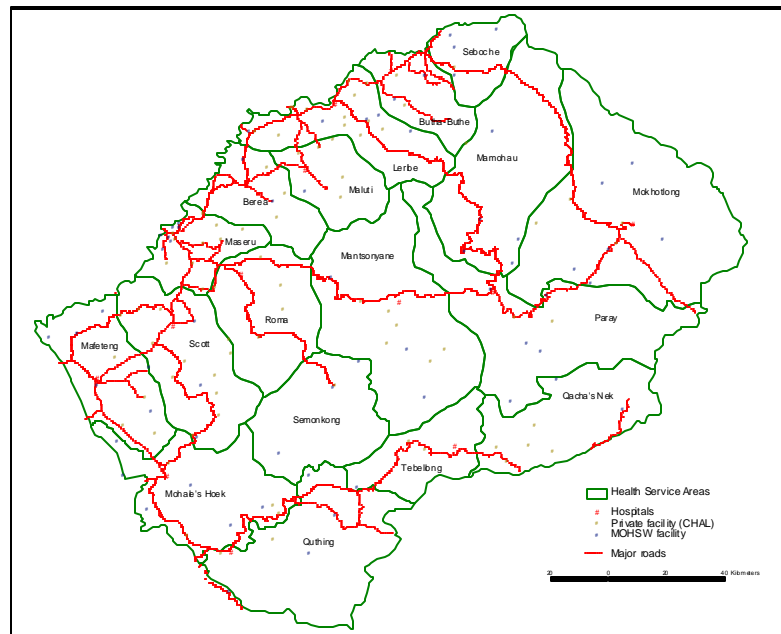 Seboche
Butha-Buthe
Mamohau
Leribe
Mokhotlong
Maluti
Berea
Maseru
Mantsonyane
Paray
Roma
Scott
Mafeteng
Qacha's Nek
Semonkong
Tebellong
Mohale's Hoek
Quthing
Health Service Areas
# Hospitals
# Private facility (CHAL)
# MOHSW facility
Major roads
20 0 20 40 Kilometers